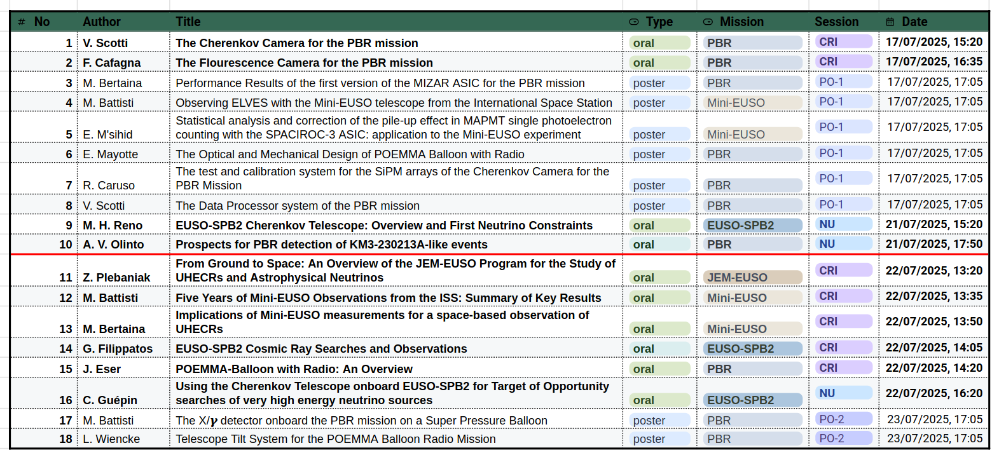 # No Author Title Type Mission Session Date
1 V. Scotti The Cherenkov Camera for the PBR mission oral PBR CRI 17/07/2025, 15:20
2 F. Cafagna The Flourescence Camera for the PBR mission oral PBR CRI 17/07/2025, 16:35
3 M. Bertaina Performance Results of the first version of the MIZAR ASIC for the PBR mission poster PBR PO-1 17/07/2025, 17:05
4 M. Battisti Observing ELVES with the Mini-EUSO telescope from the International Space Station poster Mini-EUSO PO-1 17/07/2025, 17:05
Statistical analysis and correction of the pile-up effect in MAPMT single photoelectron
5 E. M'sihid counting with the SPACIROC-3 ASIC: application to the Mini-EUSO experiment poster Mini-EUSO PO-1 17/07/2025, 17:05
6 E. Mayotte The Optical and Mechanical Design of POEMMA Balloon with Radio poster PBR PO-1 17/07/2025, 17:05
The test and calibration system for the SiPM arrays of the Cherenkov Camera for the
7 R. Caruso PBR Mission poster PBR PO-1 17/07/2025, 17:05
8 V. Scotti The Data Processor system of the PBR mission poster PBR PO-1 17/07/2025, 17:05
9 M. H. Reno EUSO-SPB2 Cherenkov Telescope: Overview and First Neutrino Constraints oral EUSO-SPB2 NU 21/07/2025, 15:20
10 A. V. Olinto Prospects for PBR detection of KM3-230213A-like events oral PBR NU 21/07/2025, 17:50
From Ground to Space: An Overview of the JEM-EUSO Program for the Study of
11 Z. Plebaniak UHECRs and Astrophysical Neutrinos oral JEM-EUSO CRI 22/07/2025, 13:20
12 M. Battisti Five Years of Mini-EUSO Observations from the ISS: Summary of Key Results oral Mini-EUSO CRI 22/07/2025, 13:35
Implications of Mini-EUSO measurements for a space-based observation of
13 M. Bertaina UHECRs oral Mini-EUSO CRI 22/07/2025, 13:50
14 G. Filippatos EUSO-SPB2 Cosmic Ray Searches and Observations oral EUSO-SPB2 CRI 22/07/2025, 14:05
15 J. Eser POEMMA-Balloon with Radio: An Overview oral PBR CRI 22/07/2025, 14:20
Using the Cherenkov Telescope onboard EUSO-SPB2 for Target of Opportunity
16 C. Guépin searches of very high energy neutrino sources oral EUSO-SPB2 NU 22/07/2025, 16:20
17 M. Battisti The X/γ detector onboard the PBR mission on a Super Pressure Balloon poster PBR PO-2 23/07/2025, 17:05
18 L. Wiencke Telescope Tilt System for the POEMMA Balloon Radio Mission poster PBR PO-2 23/07/2025, 17:05